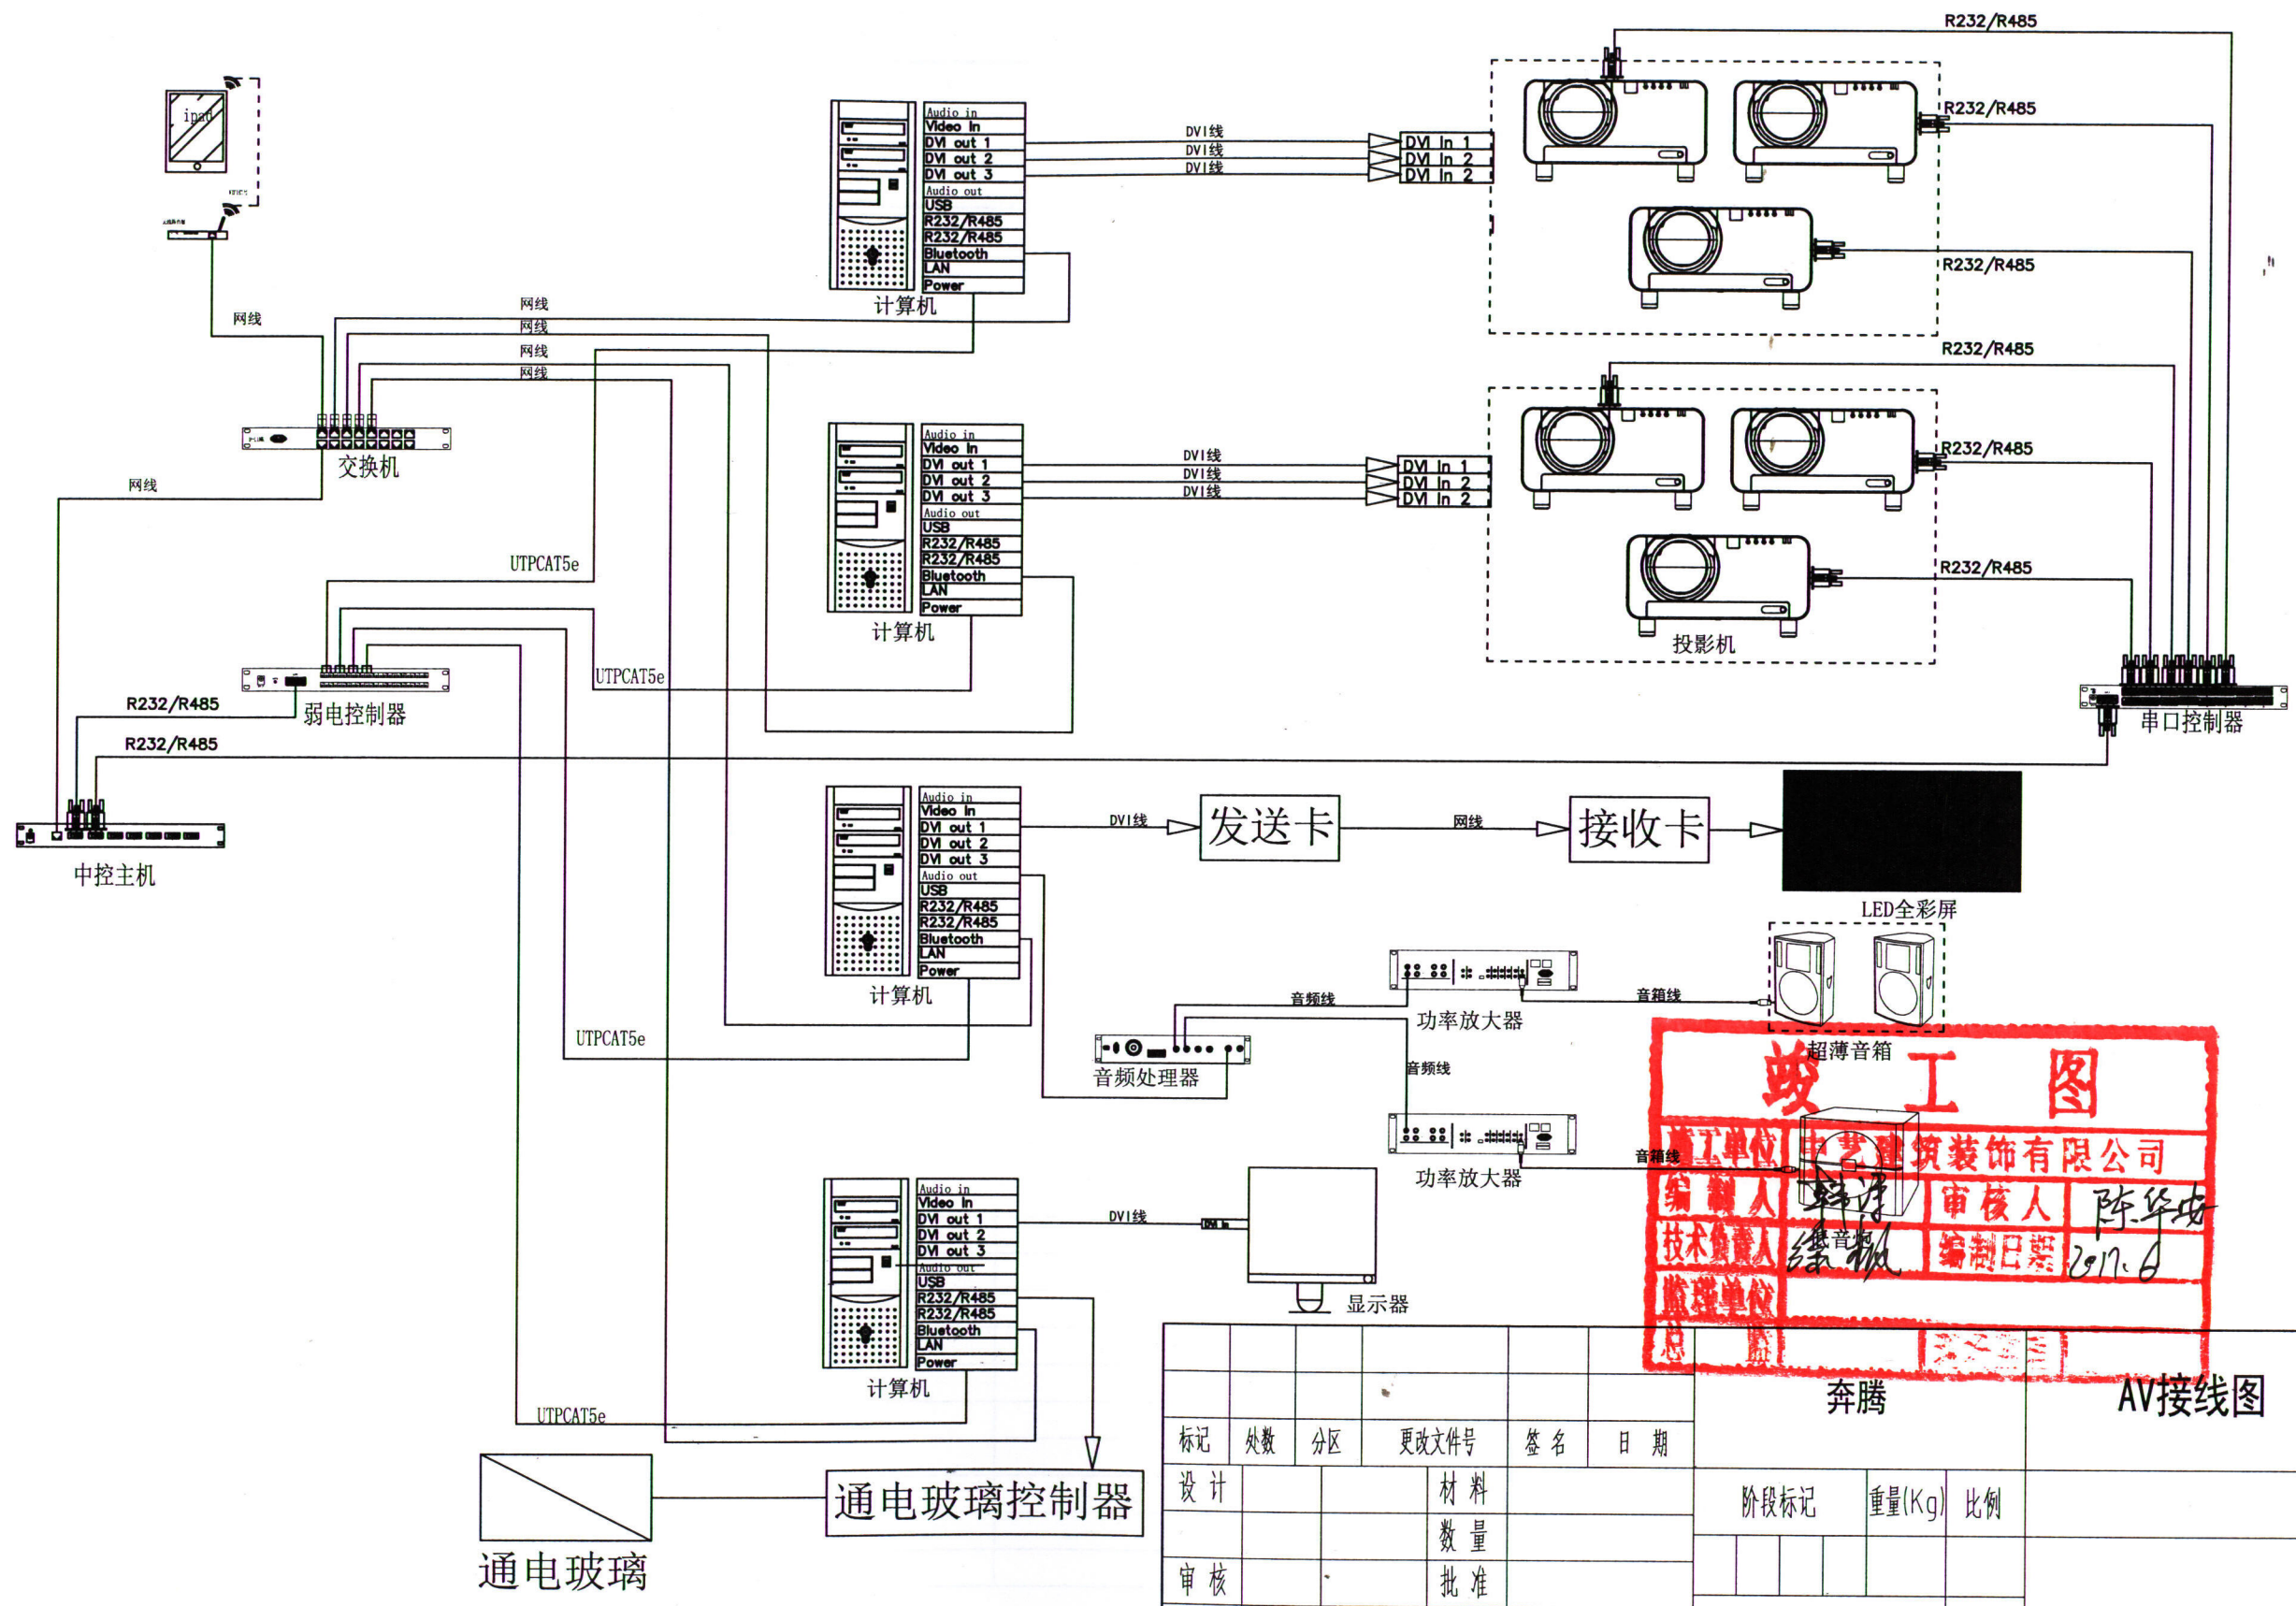 R232/R485
ipad
网线
网线
网线
网线
网线
交换机
网线
UTPCAT5e
UTPCAT5e
R232/R485
弱电控制器
R232/R485
中控主机
Audio in
Video In
DVI out 1
DVI out 2
DVI out 3
Audio out
USB
R232/R485
R232/R485
Bluetooth
LAN
Power
计算机
DVI线
DVI线
DVI线
DVI In 1
DVI In 2
DVI In 2
R232/R485
R232/R485
Audio in
Video In
DVI out 1
DVI out 2
DVI out 3
Audio out
USB
R232/R485
R232/R485
Bluetooth
LAN
Power
计算机
DVI线
DVI线
DVI线
DVI In 1
DVI In 2
DVI In 2
R232/R485
R232/R485
R232/R485
投影机
串口控制器
Audio in
Video In
DVI out 1
DVI out 2
DVI out 3
Audio out
USB
R232/R485
R232/R485
Bluetooth
LAN
Power
计算机
UTPCAT5e
DVI线
发送卡
网线
接收卡
LED全彩屏
音频线
音箱线
功率放大器
超薄音箱
音频处理器
音频线
功率放大器
音箱线
Audio in
Video In
DVI out 1
DVI out 2
DVI out 3
Audio out
USB
R232/R485
R232/R485
Bluetooth
LAN
Power
计算机
UTPCAT5e
DVI线
DVI In
显示器
通电玻璃控制器
通电玻璃
竣工图
施工单位 中艺建筑装饰有限公司
编制人 审核人 陈华安
技术负责人 编制日期 2017.6
监理单位
总监
奔腾
AV接线图
标记 处数 分区 更改文件号 签名 日期
设计 材料
数量
审核 批准
阶段标记 重量(Kg) 比例